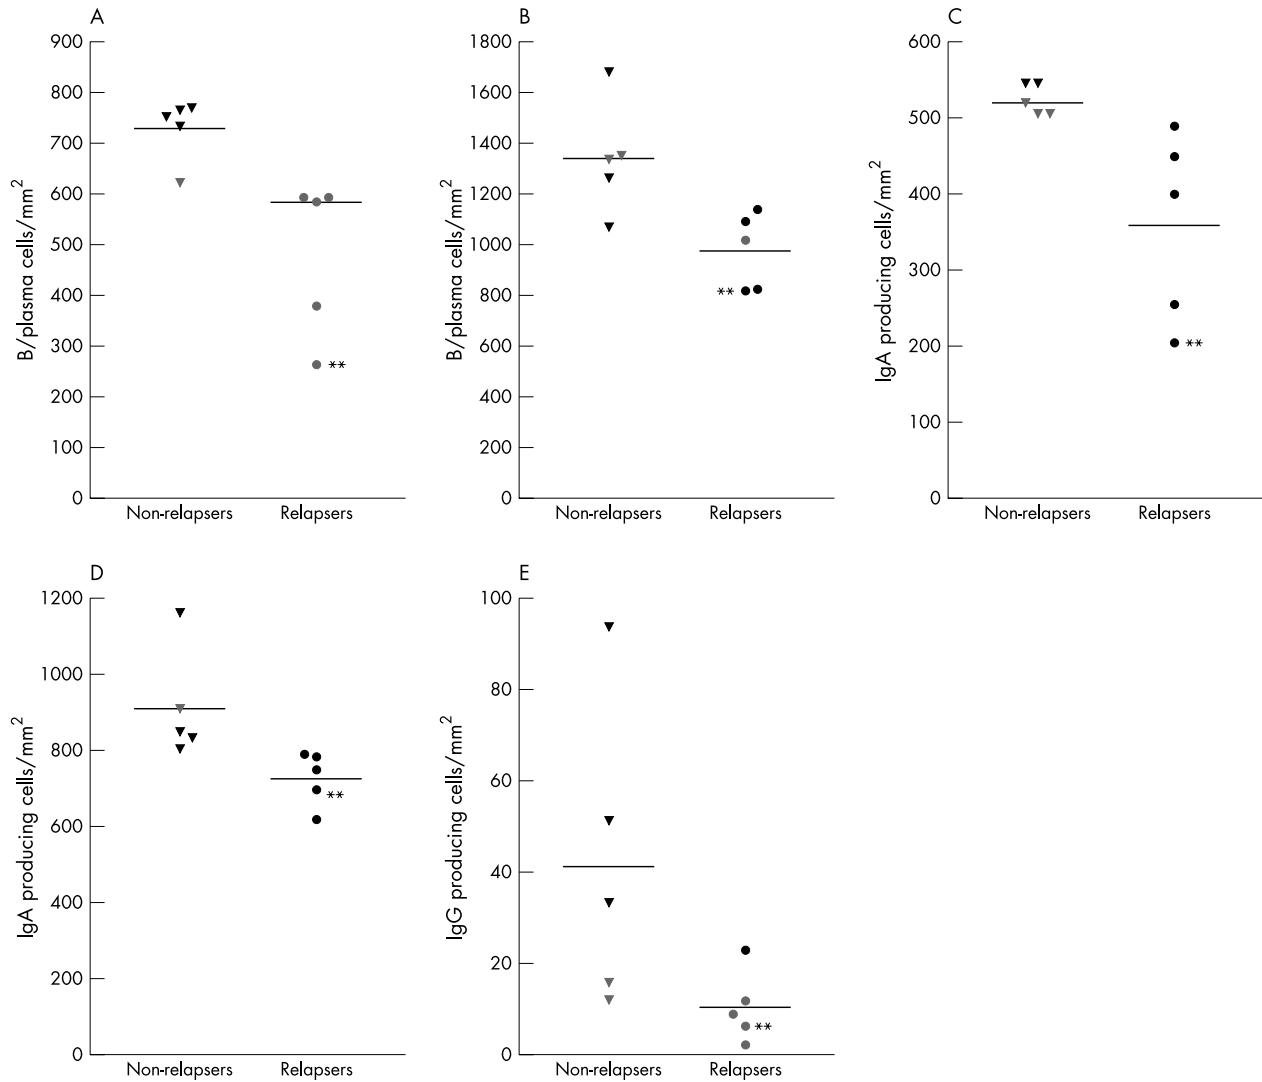 A
B/plasma cells/mm²
900
800
700
600
500
400
300
200
100
0
**
Non-relapsers
Relapsers
B
B/plasma cells/mm²
1800
1600
1400
1200
1000
800
600
400
200
0
**
Non-relapsers
Relapsers
C
IgA producing cells/mm²
600
500
400
300
200
100
0
**
Non-relapsers
Relapsers
D
IgA producing cells/mm²
1200
1000
800
600
400
200
0
**
Non-relapsers
Relapsers
E
IgG producing cells/mm²
100
80
60
40
20
0
**
Non-relapsers
Relapsers